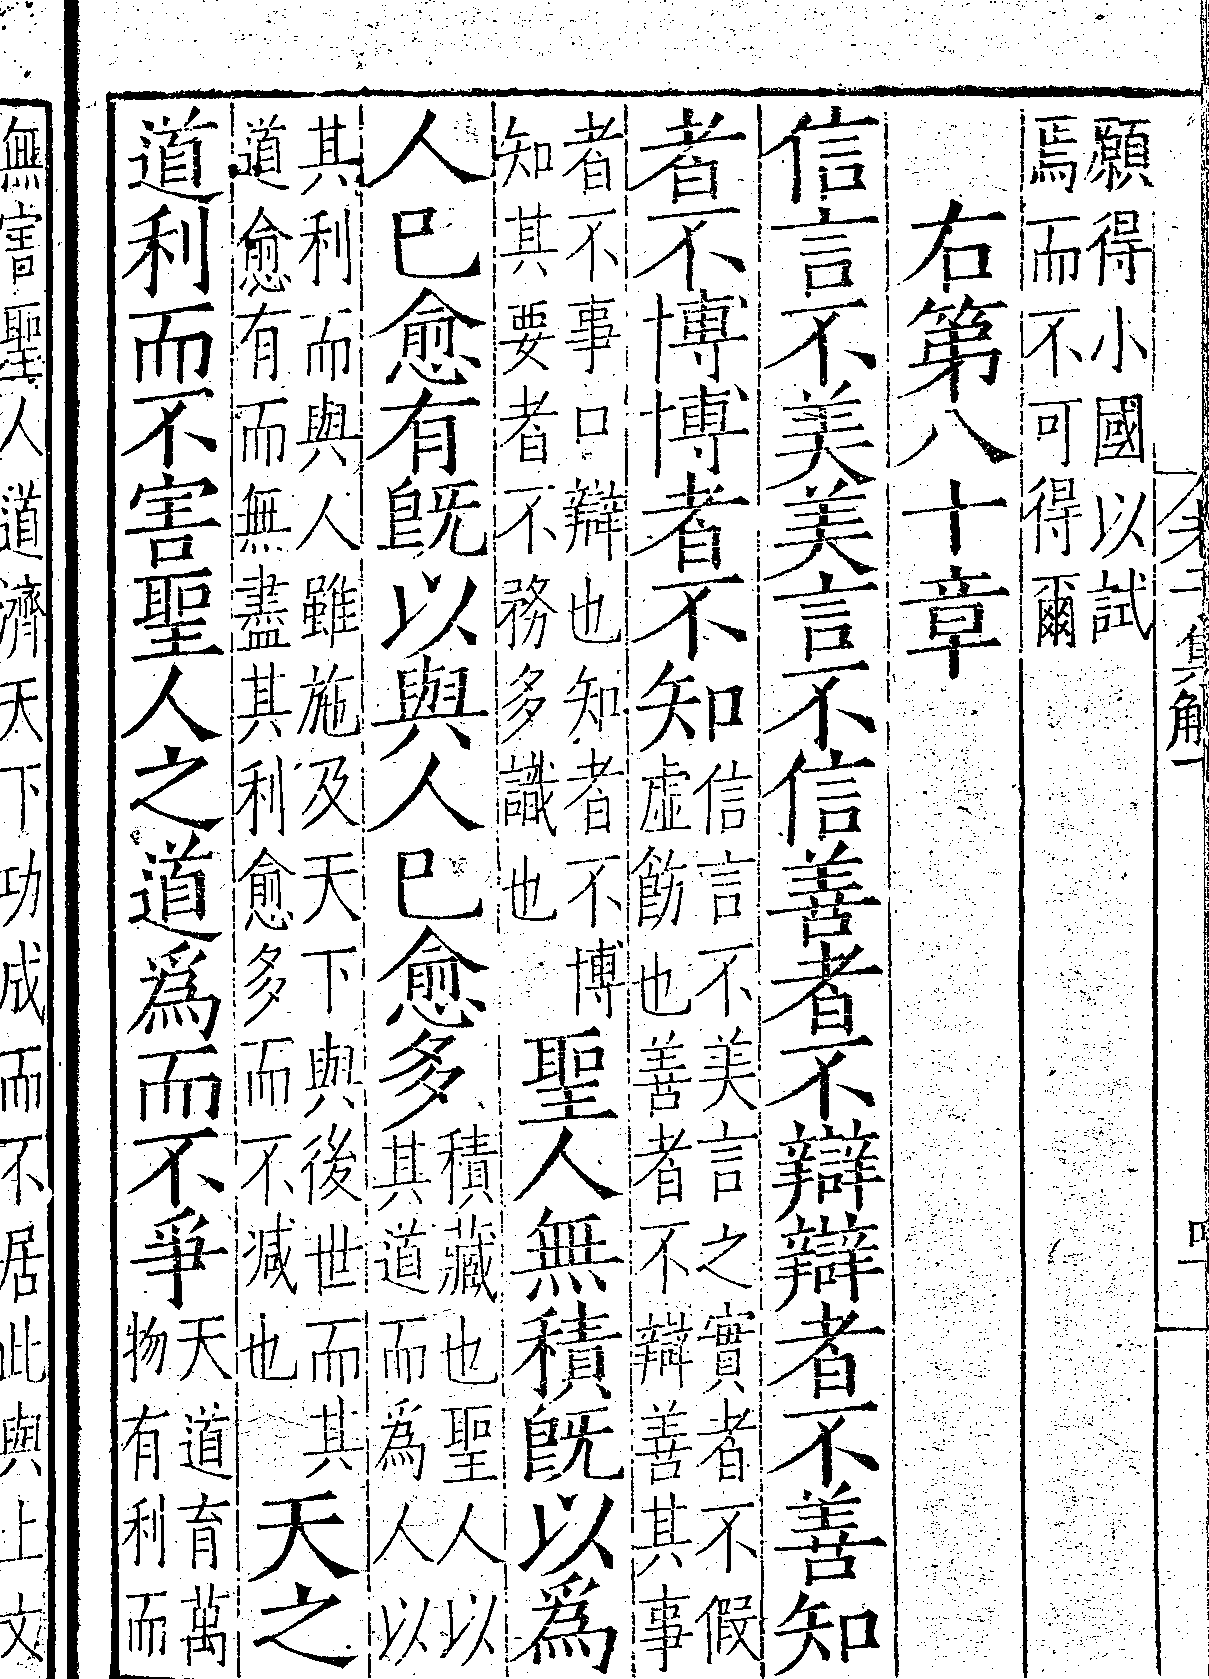 願得小國以試
焉而不可得爾
右第八十章
信言不美美言不信善者不辯辯者不善知
者不博博者不知
信言不美言之實者不假
虛飭也善者不辯善其事
者不事口辯也知者不博
知其要者不務多識也
聖人無積既以爲
人已愈有既以與人已愈多
積藏也聖人以
其道而爲人以
其利而與人雖施及天下與後世而其
道愈有而無盡其利愈多而不減也
天之
道利而不害聖人之道爲而不爭
天道育萬
物有利而
無害聖人道濟天下功成而不居此與上文